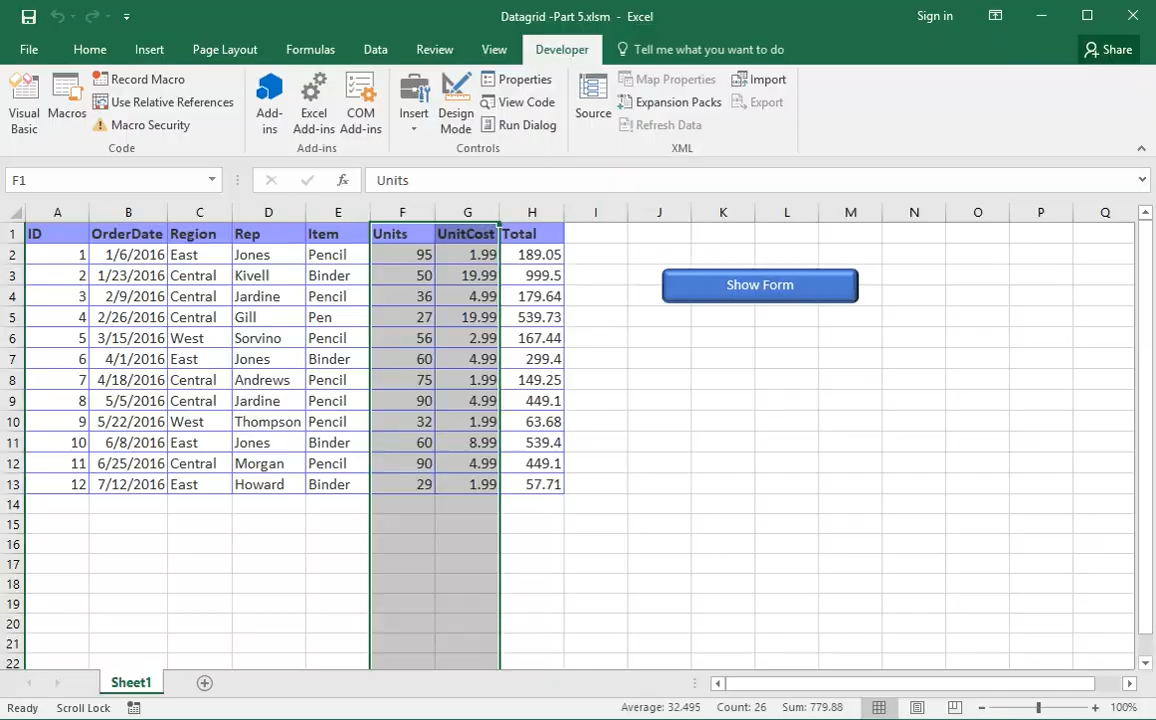 Datagrid -Part 5.xlsm - Excel
Sign in
File Home Insert Page Layout Formulas Data Review View Developer Tell me what you want to do Share
Visual Basic
Macros
Record Macro
Use Relative References
Macro Security
Code
Add-ins
Excel Add-ins
COM Add-ins
Add-ins
Insert
Design Mode
Properties
View Code
Run Dialog
Controls
Source
Map Properties
Expansion Packs
Refresh Data
Import
Export
XML
F1 fx Units
A B C D E F G H I J K L M N O P Q
1 ID OrderDate Region Rep Item Units UnitCost Total
2 1 1/6/2016 East Jones Pencil 95 1.99 189.05
3 2 1/23/2016 Central Kivell Binder 50 19.99 999.5
4 3 2/9/2016 Central Jardine Pencil 36 4.99 179.64
5 4 2/26/2016 Central Gill Pen 27 19.99 539.73
6 5 3/15/2016 West Sorvino Pencil 56 2.99 167.44
7 6 4/1/2016 East Jones Binder 60 4.99 299.4
8 7 4/18/2016 Central Andrews Pencil 75 1.99 149.25
9 8 5/5/2016 Central Jardine Pencil 90 4.99 449.1
10 9 5/22/2016 West Thompson Pencil 32 1.99 63.68
11 10 6/8/2016 East Jones Binder 60 8.99 539.4
12 11 6/25/2016 Central Morgan Pencil 90 4.99 449.1
13 12 7/12/2016 East Howard Binder 29 1.99 57.71
Show Form
14
15
16
17
18
19
20
21
22
Sheet1
Ready Scroll Lock Average: 32.495 Count: 26 Sum: 779.88 100%